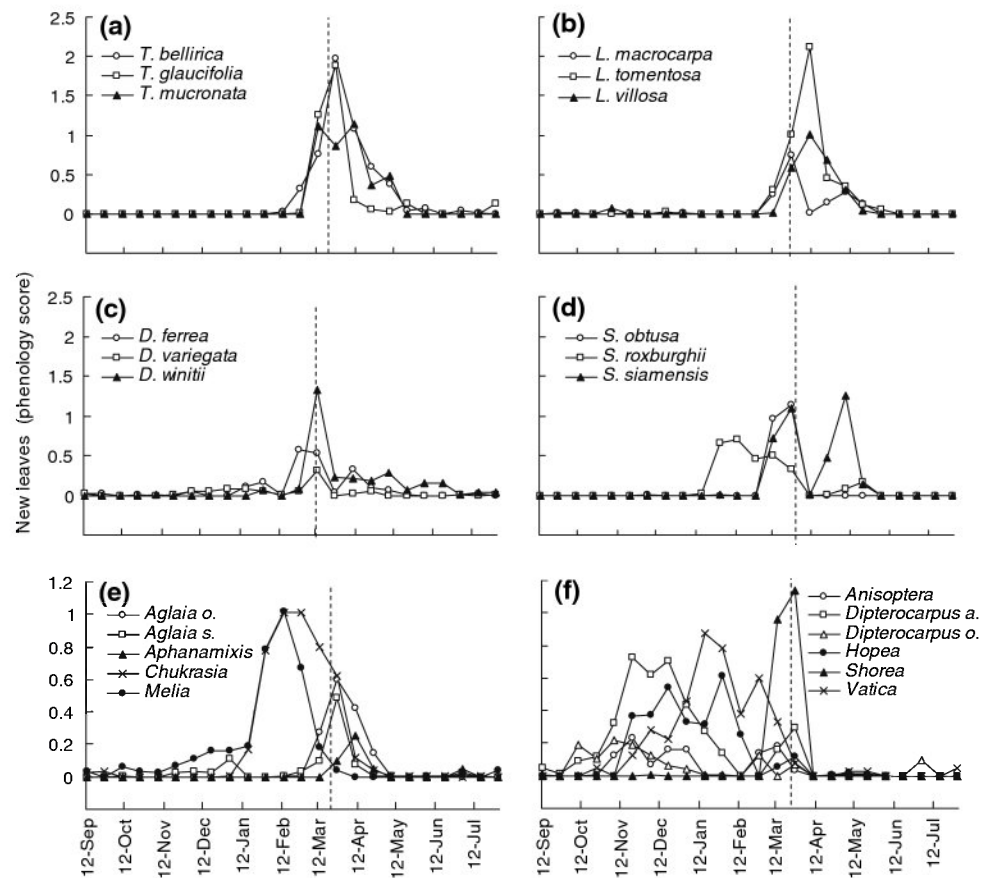 New leaves (phenology score)
(a)
2.5
2
1.5
1
0.5
0
T. bellirica
T. glaucifolia
T. mucronata
(b)
L. macrocarpa
L. tomentosa
L. villosa
(c)
2.5
2
1.5
1
0.5
0
D. ferrea
D. variegata
D. winitii
(d)
S. obtusa
S. roxburghii
S. siamensis
(e)
1.2
1
0.8
0.6
0.4
0.2
0
Aglaia o.
Aglaia s.
Aphanamixis
Chukrasia
Melia
12-Sep
12-Oct
12-Nov
12-Dec
12-Jan
12-Feb
12-Mar
12-Apr
12-May
12-Jun
12-Jul
(f)
Anisoptera
Dipterocarpus a.
Dipterocarpus o.
Hopea
Shorea
Vatica
12-Sep
12-Oct
12-Nov
12-Dec
12-Jan
12-Feb
12-Mar
12-Apr
12-May
12-Jun
12-Jul